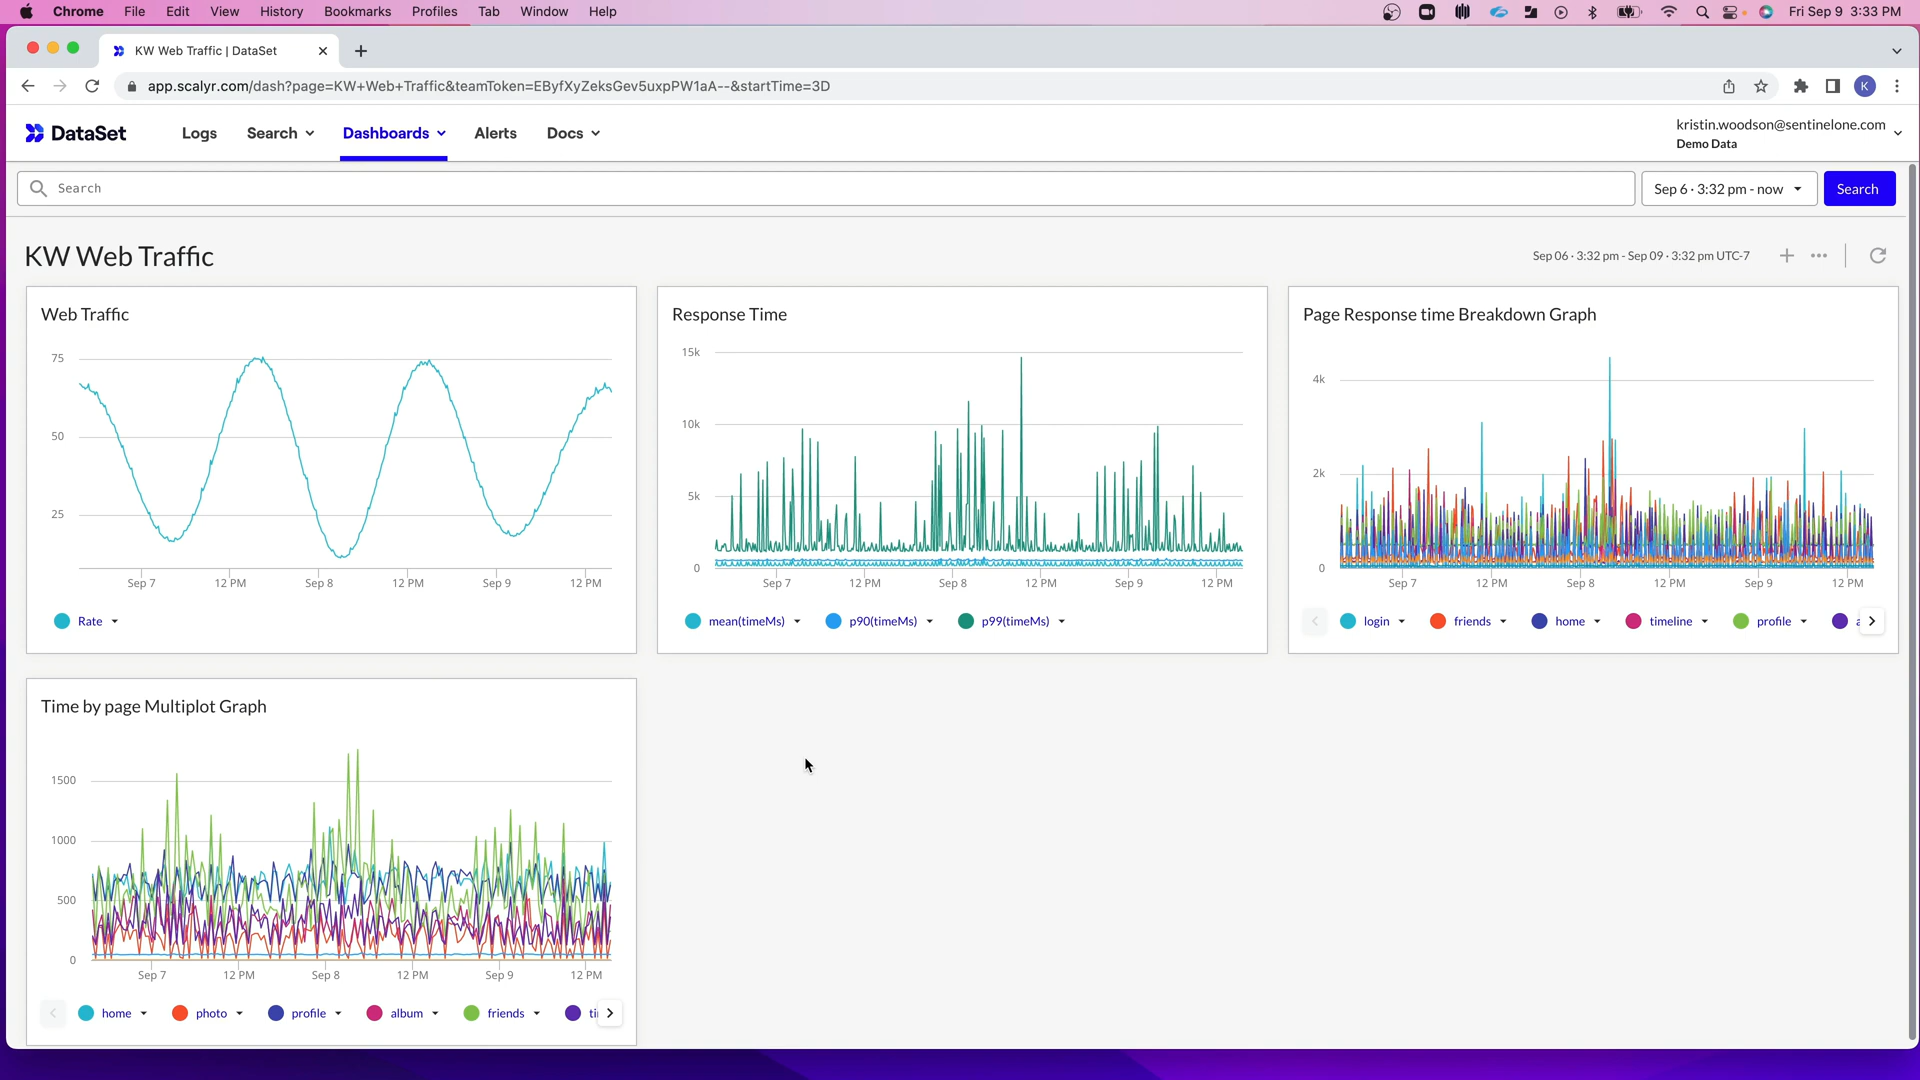 Chrome File Edit View History Bookmarks Profiles Tab Window Help Fri Sep 9 3:33 PM
KW Web Traffic | DataSet
app.scalyr.com/dash?page=KW+Web+Traffic&teamToken=EByfXyZeksGev5uxpPW1aA--&startTime=3D
K
DataSet Logs Search Dashboards Alerts Docs
kristin.woodson@sentinelone.com
Demo Data
Search Sep 6 · 3:32 pm - now Search
KW Web Traffic
Sep 06 · 3:32 pm - Sep 09 · 3:32 pm UTC-7
Web Traffic
75
50
25
Sep 7 12 PM Sep 8 12 PM Sep 9 12 PM
Rate
Response Time
15k
10k
5k
0
Sep 7 12 PM Sep 8 12 PM Sep 9 12 PM
mean(timeMs) p90(timeMs) p99(timeMs)
Page Response time Breakdown Graph
4k
2k
0
Sep 7 12 PM Sep 8 12 PM Sep 9 12 PM
login friends home timeline profile
Time by page Multiplot Graph
1500
1000
500
0
Sep 7 12 PM Sep 8 12 PM Sep 9 12 PM
home photo profile album friends